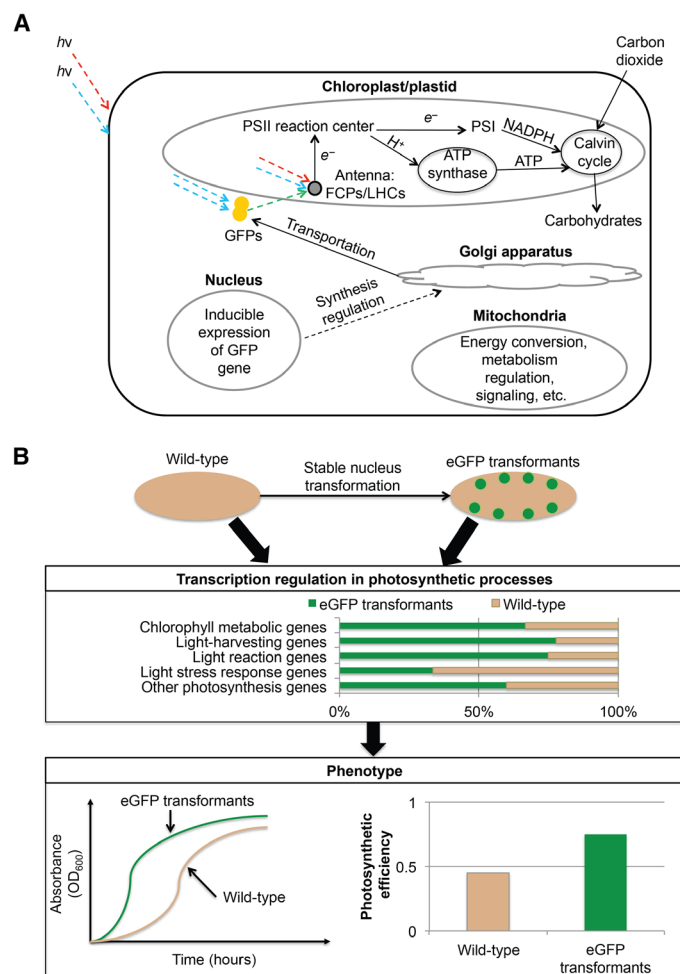 A
hv
hv
Carbon
dioxide
Chloroplast/plastid
PSII reaction center
e–
PSI
NADPH
Calvin
cycle
H+
ATP
synthase
ATP
e–
Antenna:
FCPs/LHCs
Carbohydrates
GFPs
Transportation
Golgi apparatus
Nucleus
Synthesis
regulation
Inducible
expression
of GFP
gene
Mitochondria
Energy conversion,
metabolism
regulation,
signaling, etc.
B
Wild-type
Stable nucleus
transformation
eGFP transformants
Transcription regulation in photosynthetic processes
eGFP transformants
Wild-type
Chlorophyll metabolic genes
Light-harvesting genes
Light reaction genes
Light stress response genes
Other photosynthesis genes
0% 50% 100%
Phenotype
eGFP transformants
Absorbance
(OD600)
Wild-type
Time (hours)
Photosynthetic
efficiency
1
0.5
0
Wild-type
eGFP
transformants